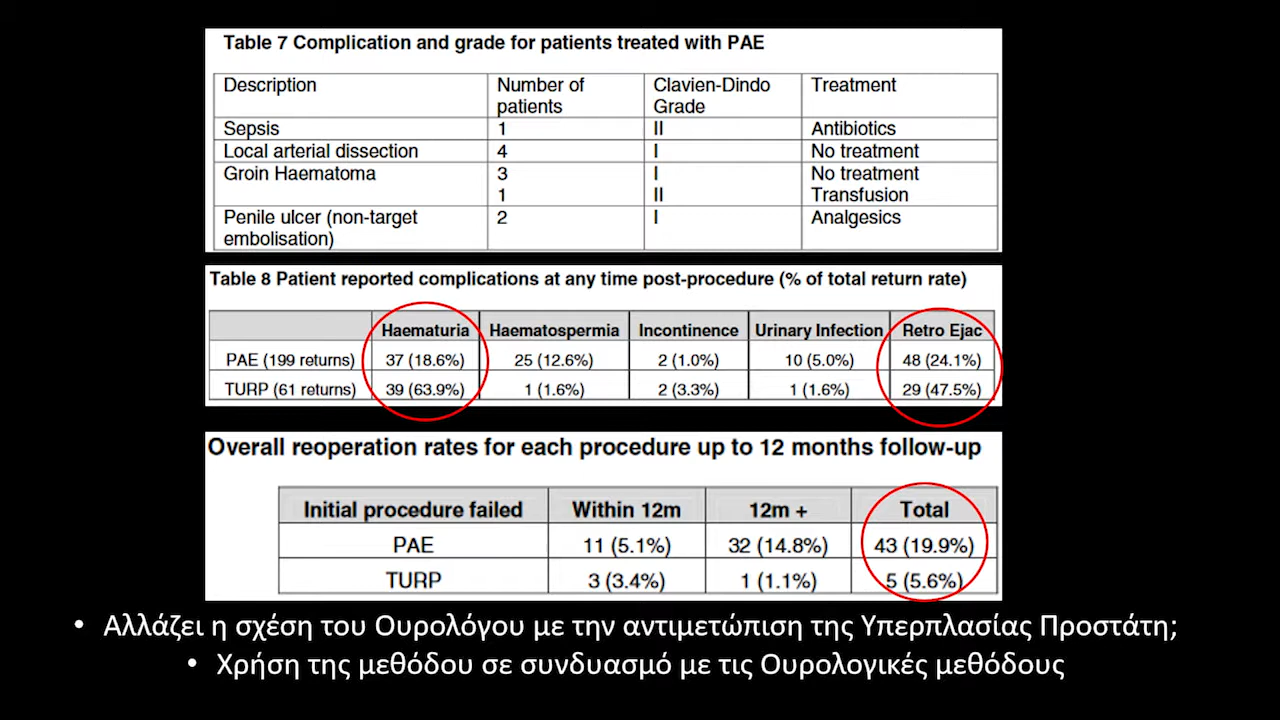 Table 7 Complication and grade for patients treated with PAE
Description Number of patients Clavien-Dindo Grade Treatment
Sepsis 1 II Antibiotics
Local arterial dissection 4 I No treatment
Groin Haematoma 3 I No treatment
1 II Transfusion
Penile ulcer (non-target embolisation) 2 I Analgesics
Table 8 Patient reported complications at any time post-procedure (% of total return rate)
Haematuria Haematospermia Incontinence Urinary Infection Retro Ejac
PAE (199 returns) 37 (18.6%) 25 (12.6%) 2 (1.0%) 10 (5.0%) 48 (24.1%)
TURP (61 returns) 39 (63.9%) 1 (1.6%) 2 (3.3%) 1 (1.6%) 29 (47.5%)
Overall reoperation rates for each procedure up to 12 months follow-up
Initial procedure failed Within 12m 12m + Total
PAE 11 (5.1%) 32 (14.8%) 43 (19.9%)
TURP 3 (3.4%) 1 (1.1%) 5 (5.6%)
• Αλλάζει η σχέση του Ουρολόγου με την αντιμετώπιση της Υπερπλασίας Προστάτη;
• Χρήση της μεθόδου σε συνδυασμό με τις Ουρολογικές μεθόδους